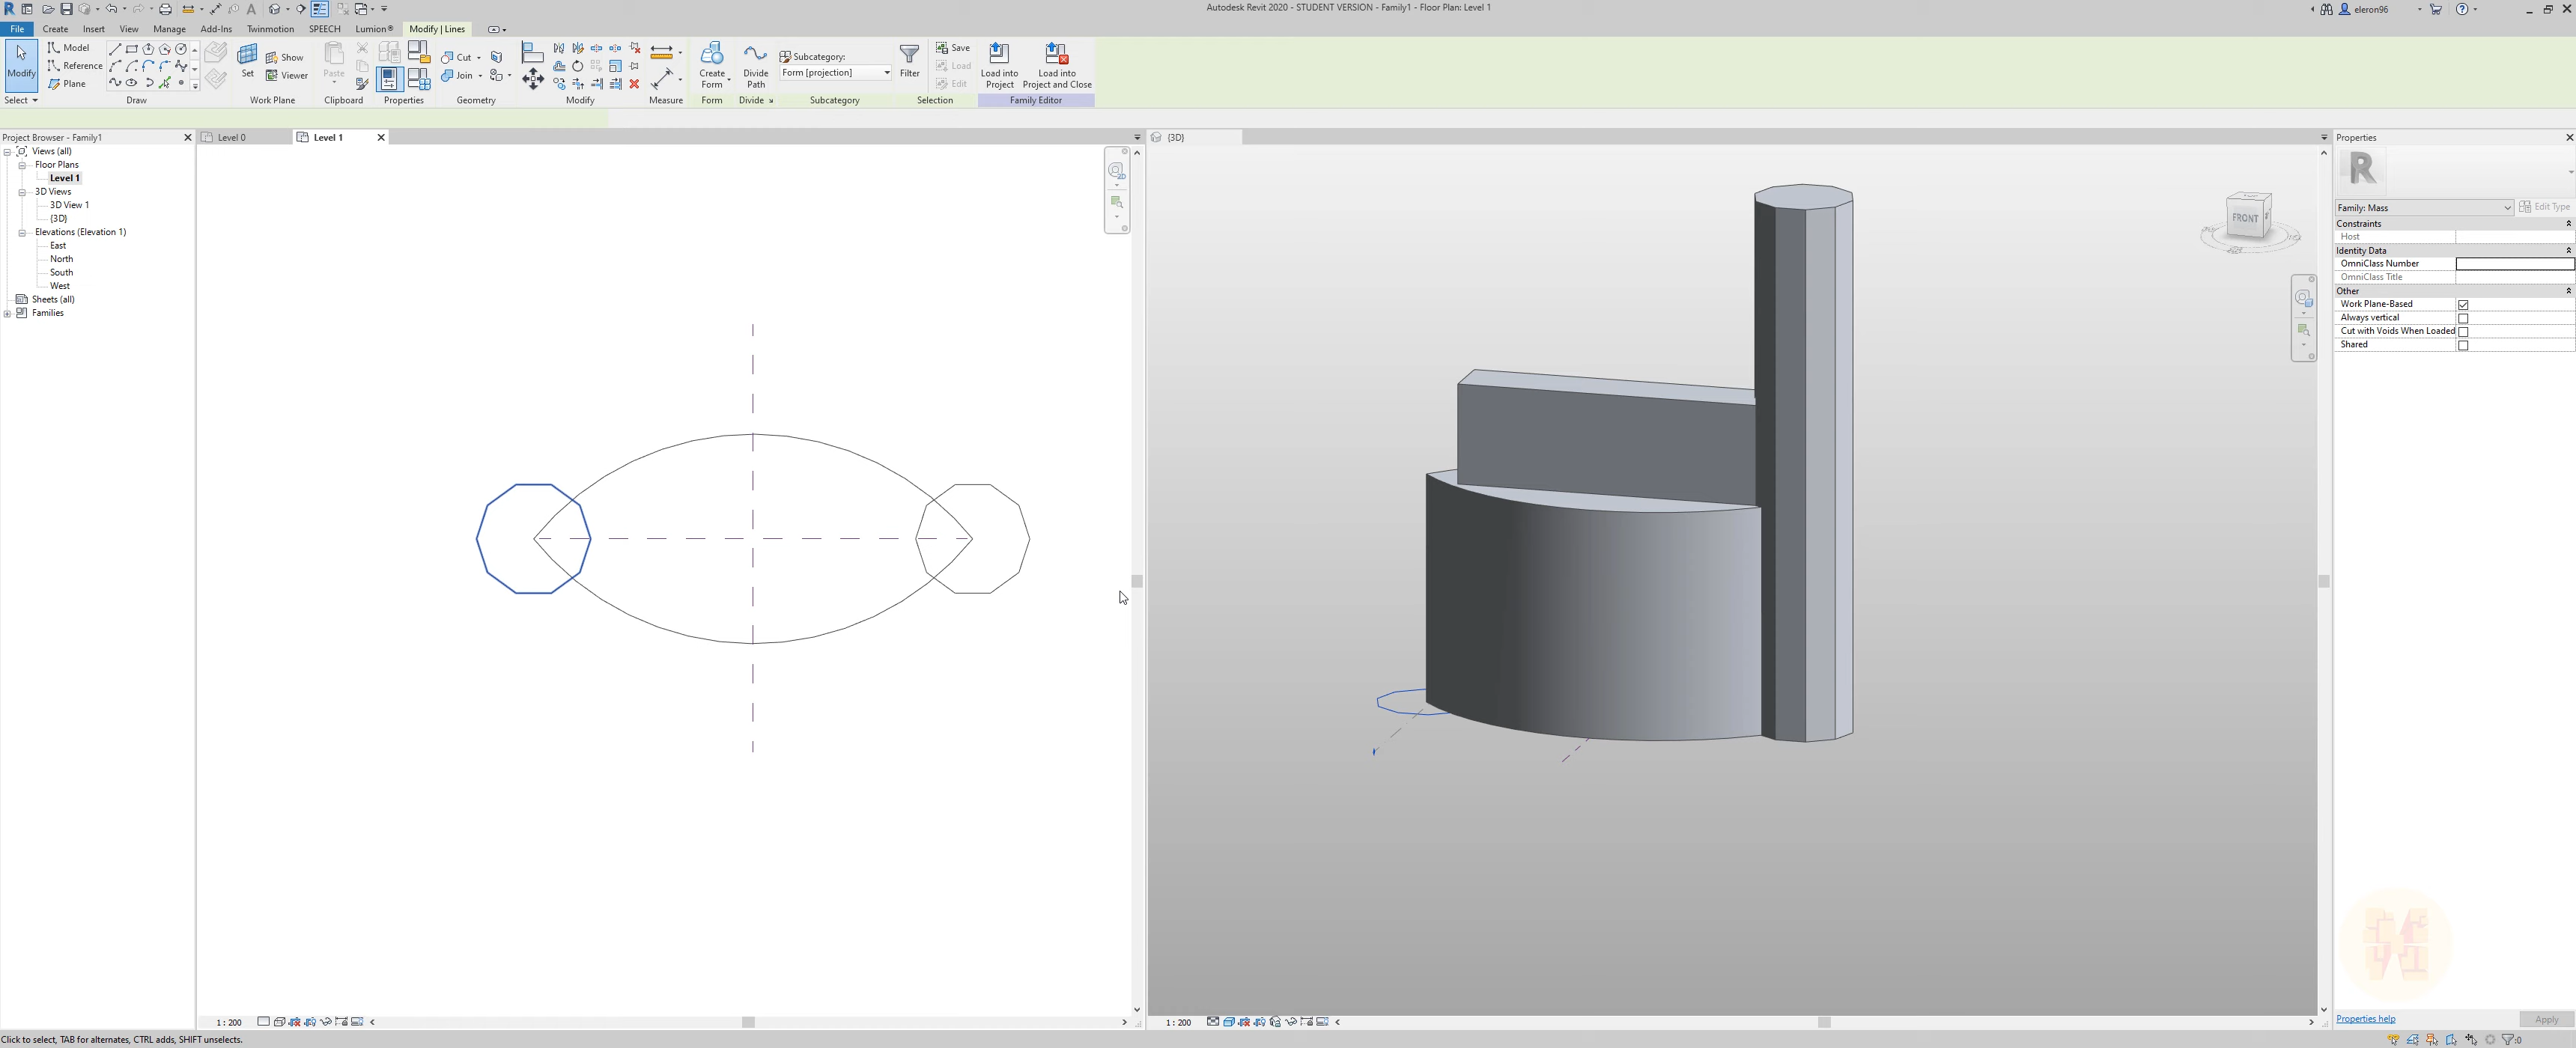 Autodesk Revit 2020 - STUDENT VERSION - Family1 - Floor Plan: Level 1
eleron96
File Create Insert View Manage Add-Ins Twinmotion SPEECH Lumion® Modify | Lines
Modify
Model
Reference
Plane
Set
Show
Viewer
Paste
Cut
Join
Create Form
Divide Path
Subcategory:
Form [projection]
Filter
Save
Load
Edit
Load into Project
Load into Project and Close
Select Draw Work Plane Clipboard Properties Geometry Modify Measure Form Divide Subcategory Selection Family Editor
Project Browser - Family1
Views (all)
Floor Plans
Level 1
3D Views
3D View 1
{3D}
Elevations (Elevation 1)
East
North
South
West
Sheets (all)
Families
Level 0
Level 1
{3D}
FRONT
Properties
R
Family: Mass
Edit Type
Constraints
Host
Identity Data
OmniClass Number
OmniClass Title
Other
Work Plane-Based
Always vertical
Cut with Voids When Loaded
Shared
Properties help
Apply
1 : 200
1 : 200
Click to select, TAB for alternates, CTRL adds, SHIFT unselects.
:0